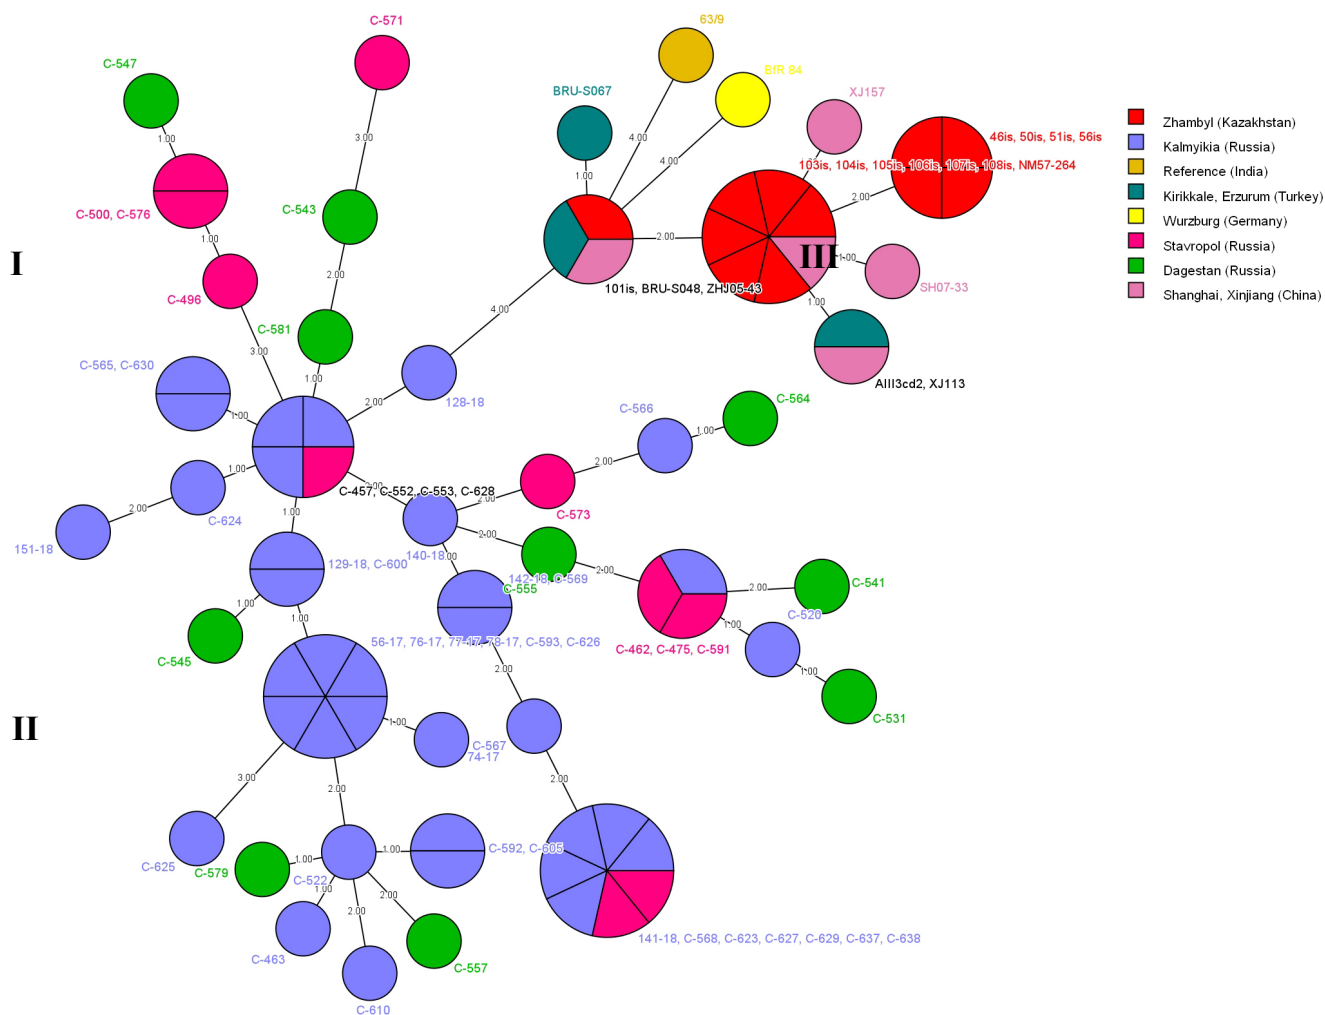 63/9
C-571
C-547
BfR 84
BRU-S067
XJ157
1.00
3.00
4.00
4.00
1.00
46is, 50is, 51is, 56is
103is, 104is, 105is, 106is, 107is, 108is, NM57-264
2.00
C-543
C-500, C-576
1.00
2.00
I
III
1.00
2.00
SH07-33
101is, BRU-S048, ZHJ05-43
C-496
1.00
4.00
C-581
3.00
AIII3cd2, XJ113
C-565, C-630
1.00
2.00
128-18
C-566
C-564
1.00
1.00
1.00
2.00
C-457, C-552, C-553, C-628
2.00
C-573
2.00
C-624
151-18
1.00
140-18
2.00
129-18, C-600
142-18, C-569
C-555
2.00
2.00
C-541
1.00
1.00
C-520
1.00
56-17, 76-17, 77-17, 78-17, C-593, C-626
C-462, C-475, C-591
C-545
2.00
1.00
C-531
II
1.00
C-567
74-17
3.00
2.00
2.00
C-625
C-579
1.00
C-522
1.00
C-592, C-605
1.00
2.00
2.00
C-463
C-557
141-18, C-568, C-623, C-627, C-629, C-637, C-638
C-610
Zhambyl (Kazakhstan)
Kalmyikia (Russia)
Reference (India)
Kirikkale, Erzurum (Turkey)
Wurzburg (Germany)
Stavropol (Russia)
Dagestan (Russia)
Shanghai, Xinjiang (China)